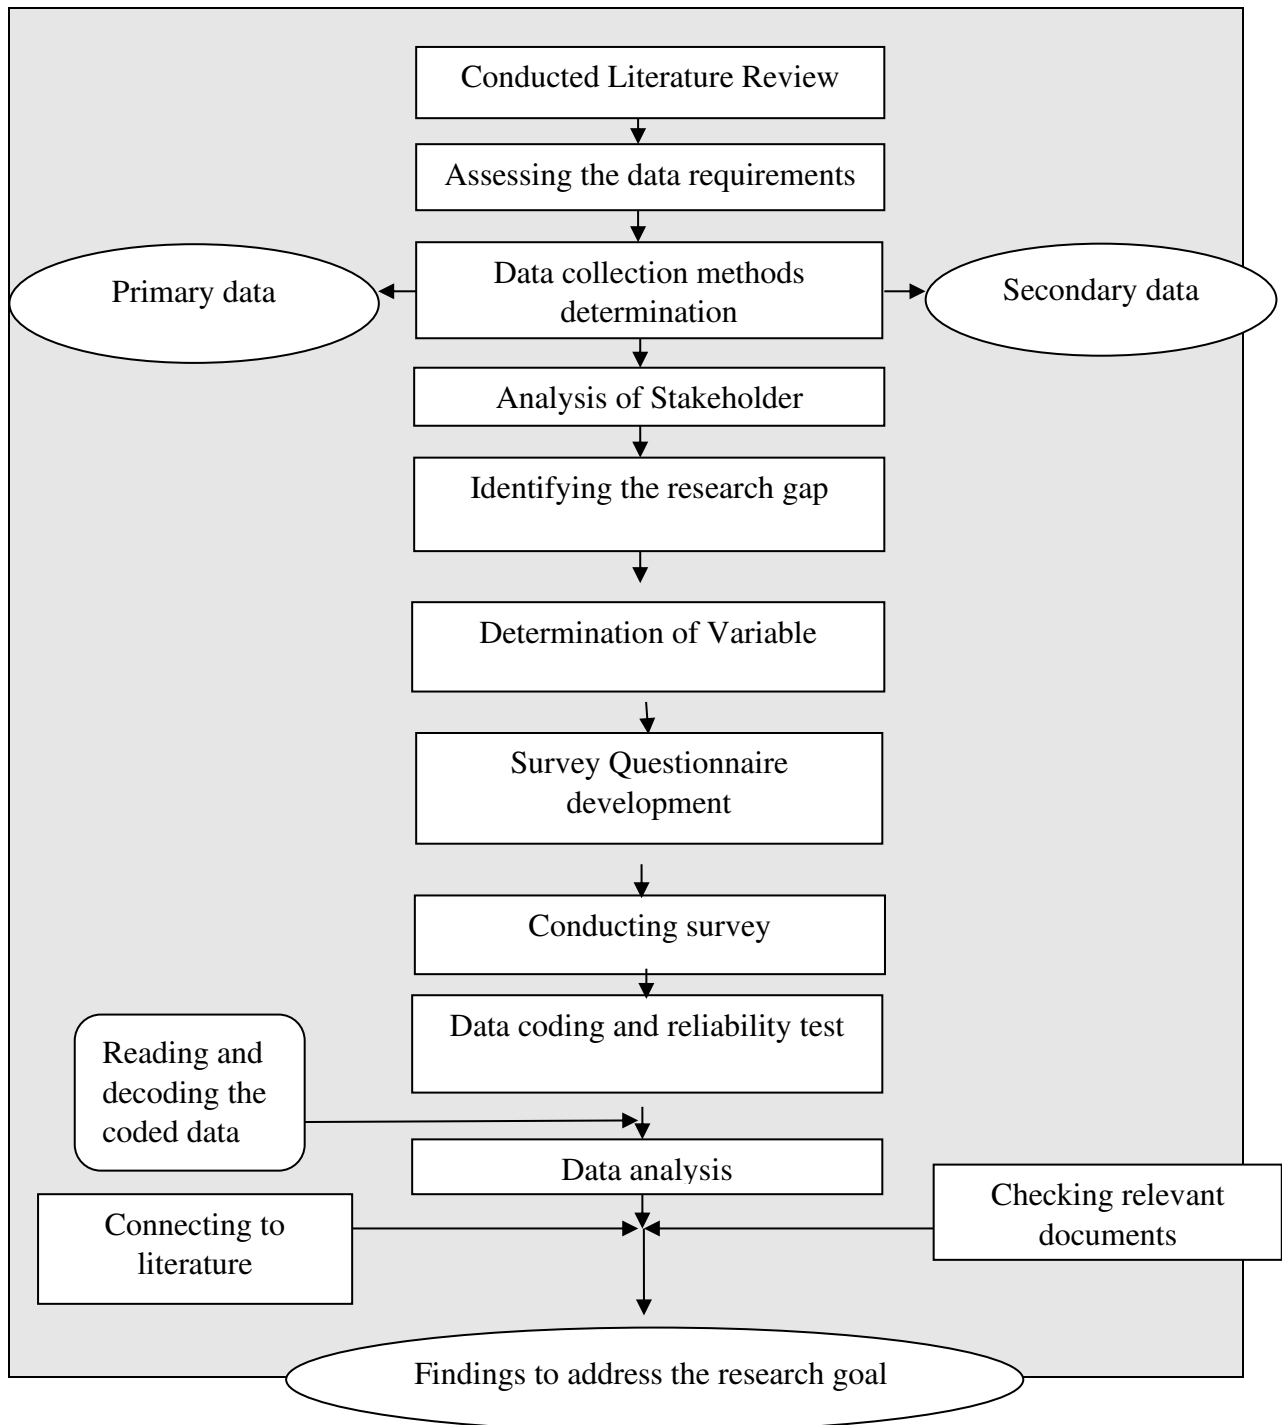 Conducted Literature Review
Assessing the data requirements
Data collection methods
determination
Primary data
Secondary data
Analysis of Stakeholder
Identifying the research gap
Determination of Variable
Survey Questionnaire
development
Conducting survey
Data coding and reliability test
Reading and
decoding the
coded data
Data analysis
Connecting to
literature
Checking relevant
documents
Findings to address the research goal